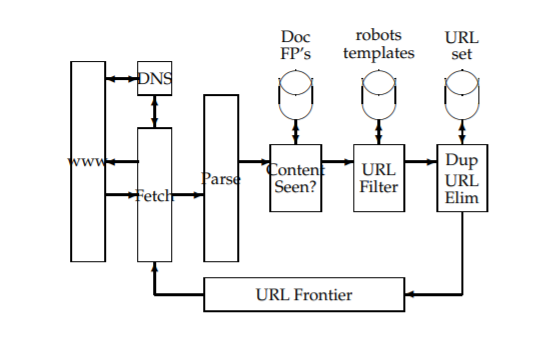 Doc
FP's
robots
templates
URL
set
DNS
www
Fetch
Parse
Content
Seen?
URL
Filter
Dup
URL
Elim
URL Frontier